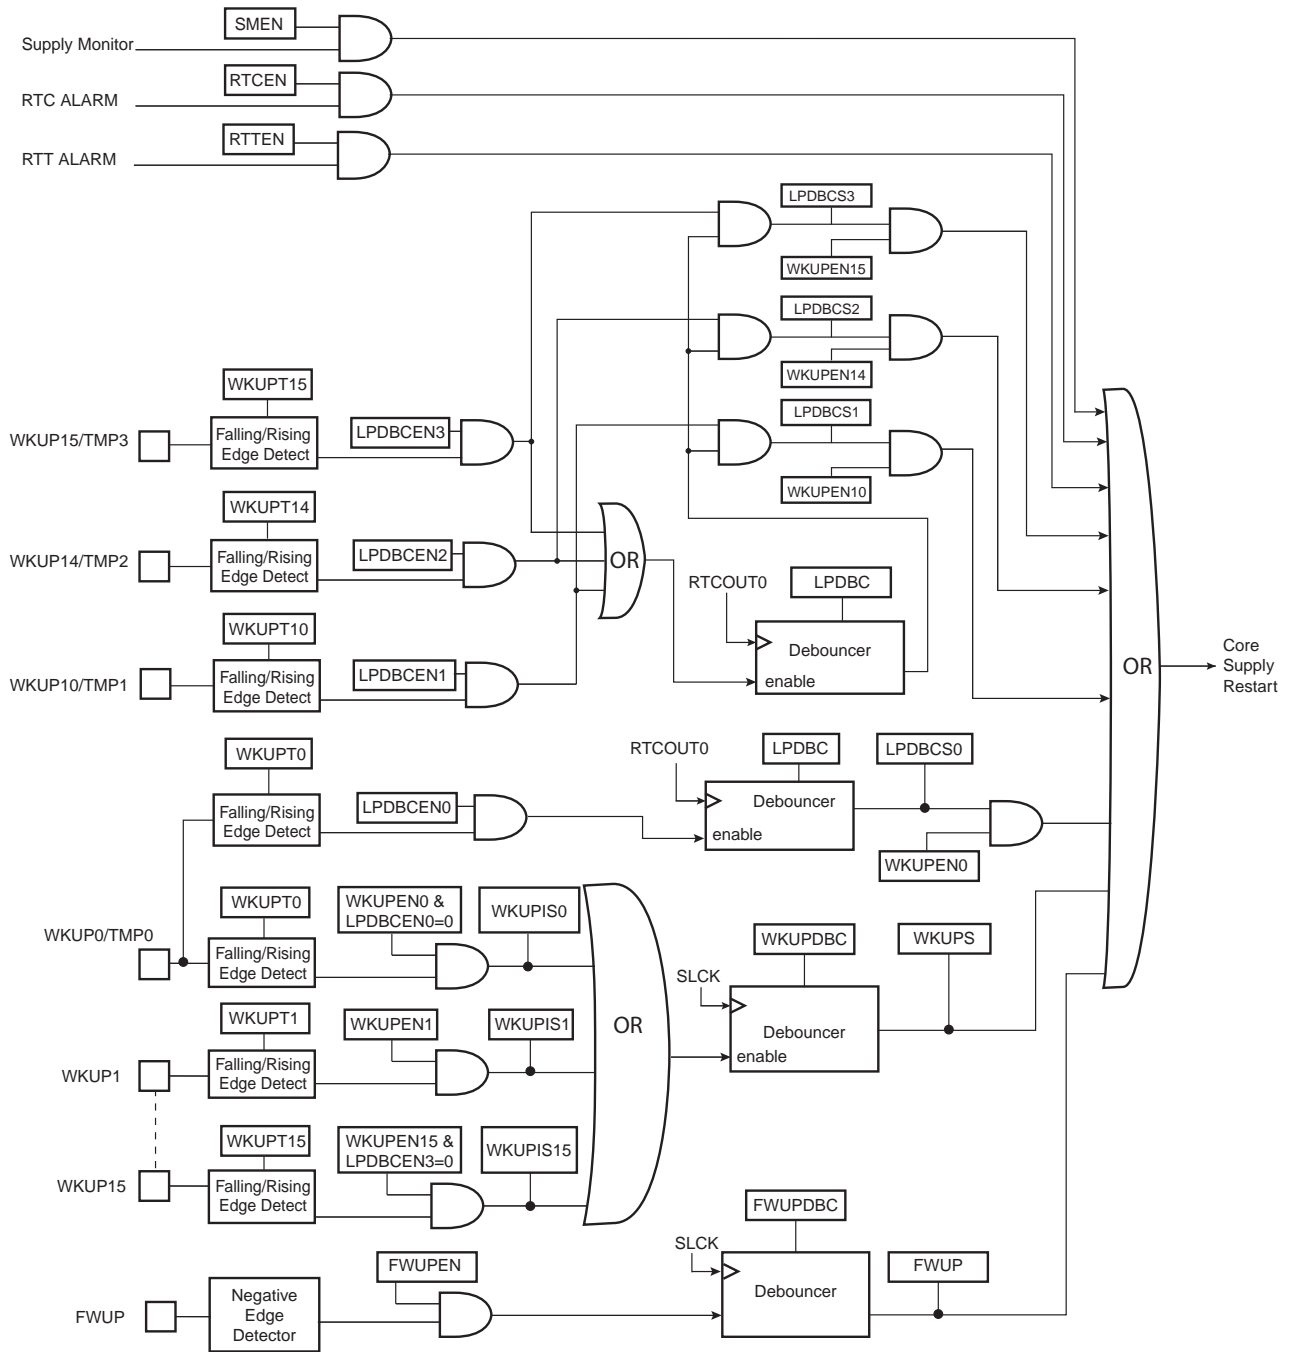 SMEN
Supply Monitor
RTCEN
RTC ALARM
RTTEN
RTT ALARM
LPDBCS3
WKUPEN15
LPDBCS2
WKUPEN14
WKUPT15
LPDBCS1
LPDBCEN3
WKUP15/TMP3
Falling/Rising
Edge Detect
WKUPEN10
WKUPT14
WKUP14/TMP2
Falling/Rising
Edge Detect
LPDBCEN2
OR
RTCOUT0
LPDBC
WKUPT10
Debouncer
enable
WKUP10/TMP1
Falling/Rising
Edge Detect
LPDBCEN1
OR
Core
Supply
Restart
WKUPT0
RTCOUT0
LPDBC
LPDBCS0
Falling/Rising
Edge Detect
LPDBCEN0
Debouncer
enable
WKUPEN0
WKUPT0
WKUPEN0 &
LPDBCEN0=0
WKUPIS0
WKUP0/TMP0
Falling/Rising
Edge Detect
WKUPDBC
WKUPS
SLCK
WKUPT1
WKUPEN1
WKUPIS1
OR
Debouncer
enable
WKUP1
Falling/Rising
Edge Detect
WKUPT15
WKUPEN15 &
LPDBCEN3=0
WKUPIS15
WKUP15
Falling/Rising
Edge Detect
FWUPDBC
SLCK
FWUPEN
FWUP
Debouncer
FWUP
Negative
Edge
Detector